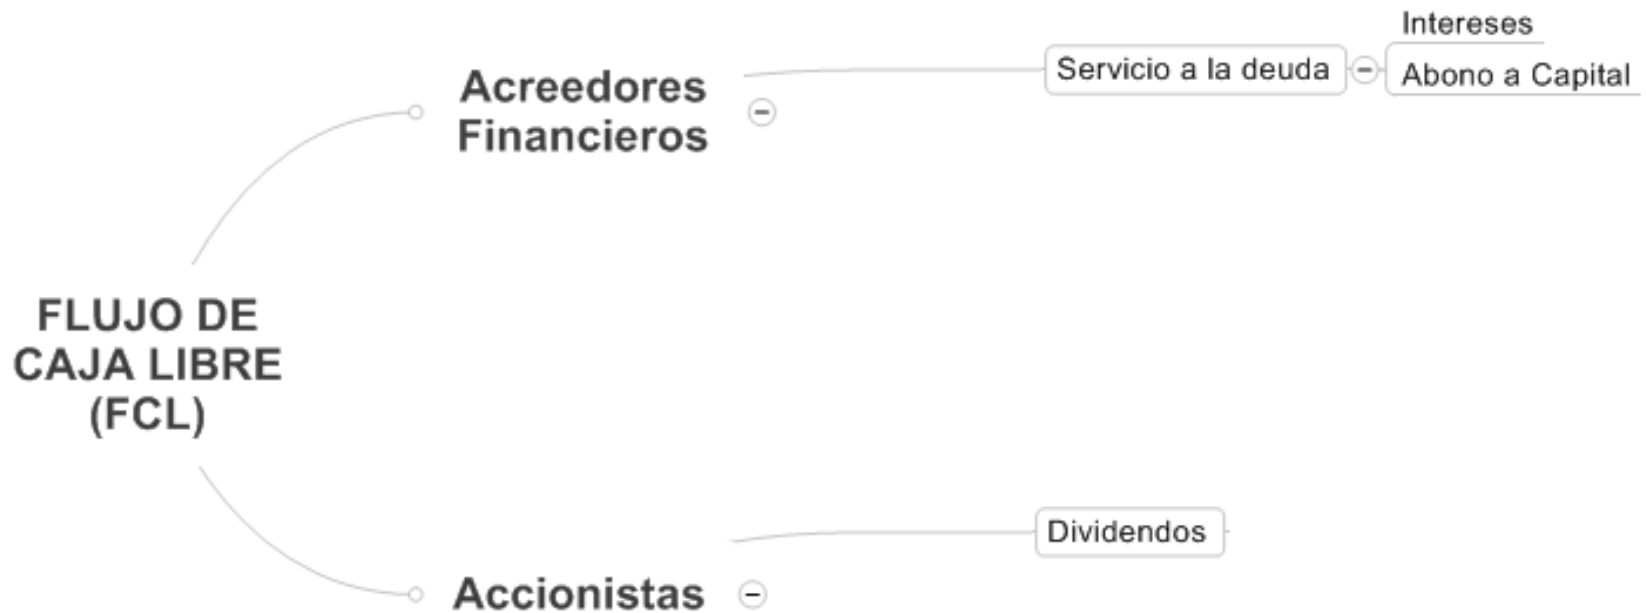 FLUJO DE
CAJA LIBRE
(FCL)
Acreedores
Financieros
Servicio a la deuda
Intereses
Abono a Capital
Accionistas
Dividendos